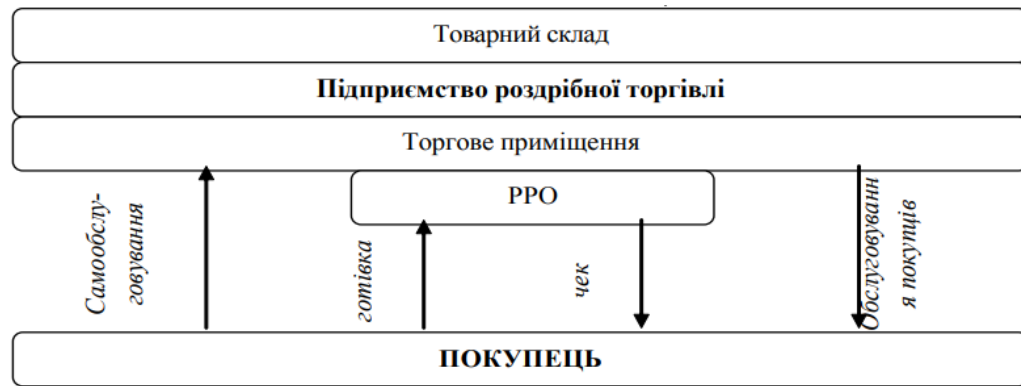 Товарний склад
Підприємство роздрібної торгівлі
Торгове приміщення
РРО
Самообслу-
говування
готівка
чек
Обслуговуванн
я покупців
ПОКУПЕЦЬ